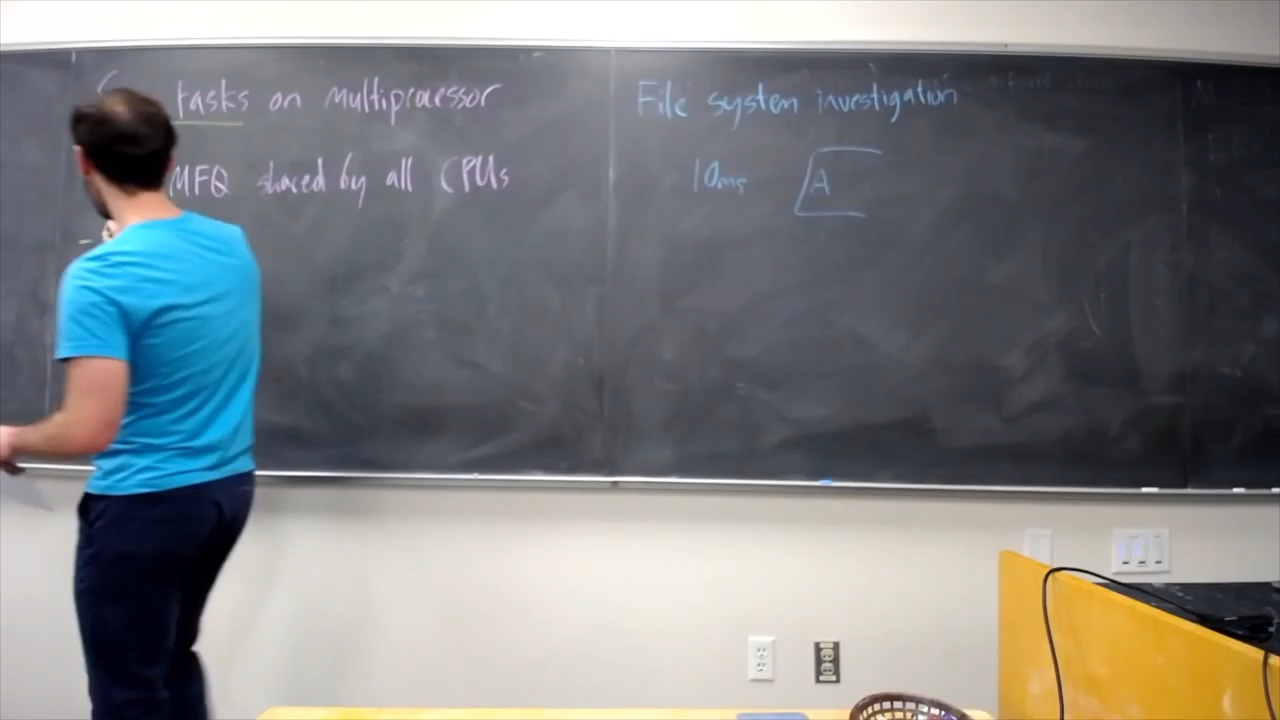 tasks on multiprocessor
MFQ shared by all CPUs
File system investigation
10ms A